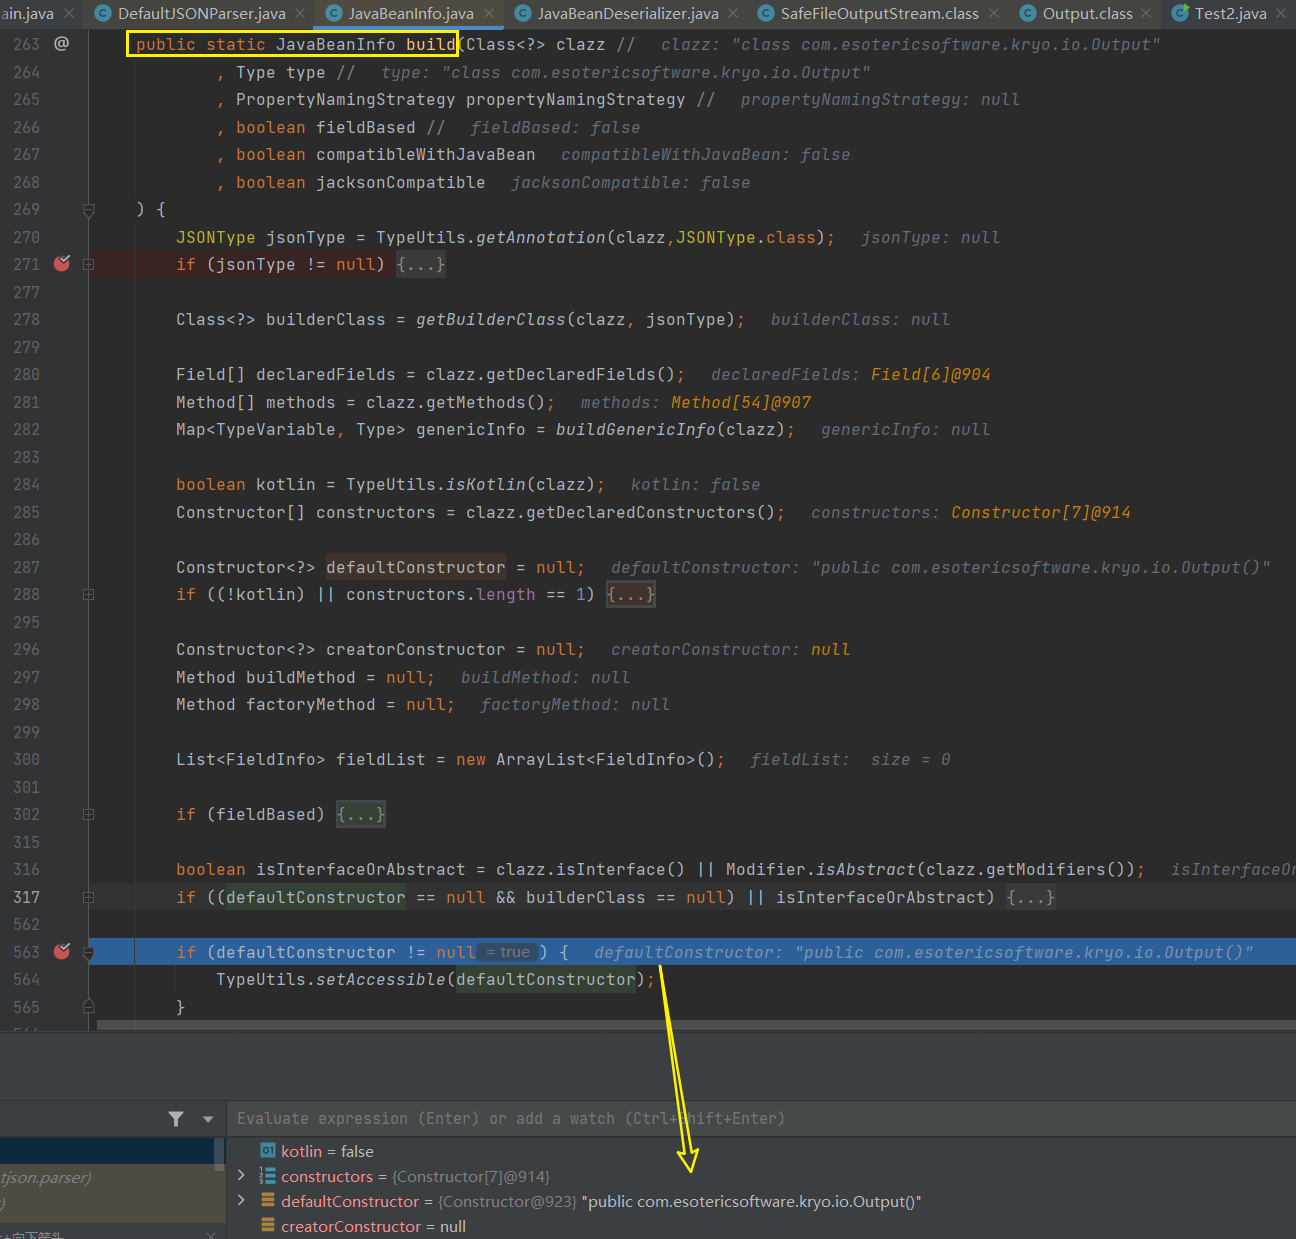 ain.java × DefaultJSONParser.java × JavaBeanInfo.java × JavaBeanDeserializer.java × SafeFileOutputStream.class × Output.class × Test2.java ×
263 @ public static JavaBeanInfo build(Class<?> clazz // clazz: "class com.esotericsoftware.kryo.io.Output"
264 , Type type // type: "class com.esotericsoftware.kryo.io.Output"
265 , PropertyNamingStrategy propertyNamingStrategy // propertyNamingStrategy: null
266 , boolean fieldBased // fieldBased: false
267 , boolean compatibleWithJavaBean compatibleWithJavaBean: false
268 , boolean jacksonCompatible jacksonCompatible: false
269 ) {
270 JSONType jsonType = TypeUtils.getAnnotation(clazz,JSONType.class); jsonType: null
271 if (jsonType != null) {...}
277
278 Class<?> builderClass = getBuilderClass(clazz, jsonType); builderClass: null
279
280 Field[] declaredFields = clazz.getDeclaredFields(); declaredFields: Field[6]@904
281 Method[] methods = clazz.getMethods(); methods: Method[54]@907
282 Map<TypeVariable, Type> genericInfo = buildGenericInfo(clazz); genericInfo: null
283
284 boolean kotlin = TypeUtils.isKotlin(clazz); kotlin: false
285 Constructor[] constructors = clazz.getDeclaredConstructors(); constructors: Constructor[7]@914
286
287 Constructor<?> defaultConstructor = null; defaultConstructor: "public com.esotericsoftware.kryo.io.Output()"
288 if ((!kotlin) || constructors.length == 1) {...}
295
296 Constructor<?> creatorConstructor = null; creatorConstructor: null
297 Method buildMethod = null; buildMethod: null
298 Method factoryMethod = null; factoryMethod: null
299
300 List<FieldInfo> fieldList = new ArrayList<FieldInfo>(); fieldList: size = 0
301
302 if (fieldBased) {...}
315
316 boolean isInterfaceOrAbstract = clazz.isInterface() || Modifier.isAbstract(clazz.getModifiers()); isInterfaceOr
317 if ((defaultConstructor == null && builderClass == null) || isInterfaceOrAbstract) {...}
562
563 if (defaultConstructor != null = true ) { defaultConstructor: "public com.esotericsoftware.kryo.io.Output()"
564 TypeUtils.setAccessible(defaultConstructor);
565 }
Evaluate expression (Enter) or add a watch (Ctrl+Shift+Enter)
kotlin = false
tjson.parser)
constructors = {Constructor[7]@914}
defaultConstructor = {Constructor@923} "public com.esotericsoftware.kryo.io.Output()"
creatorConstructor = null